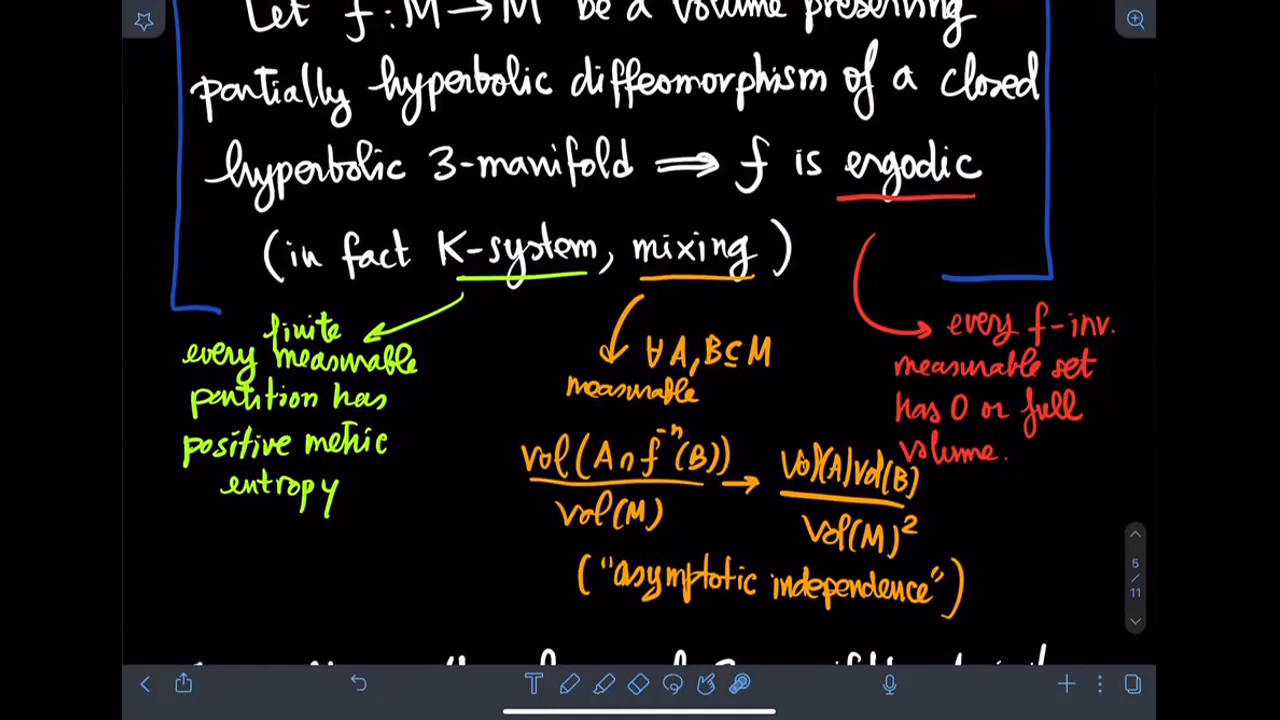 Let f : M → M be a volume preserving
partially hyperbolic diffeomorphism of a closed
hyperbolic 3-manifold ⟹ f is ergodic
(in fact K-system, mixing)
finite
every measurable
partition has
positive metric
entropy
∀ A, B ⊆ M
measurable
vol(A ∩ f⁻ⁿ(B)) / vol(M) → vol(A)vol(B) / vol(M)²
("asymptotic independence")
every f-inv.
measurable set
has 0 or full
volume.
5
/
11
T